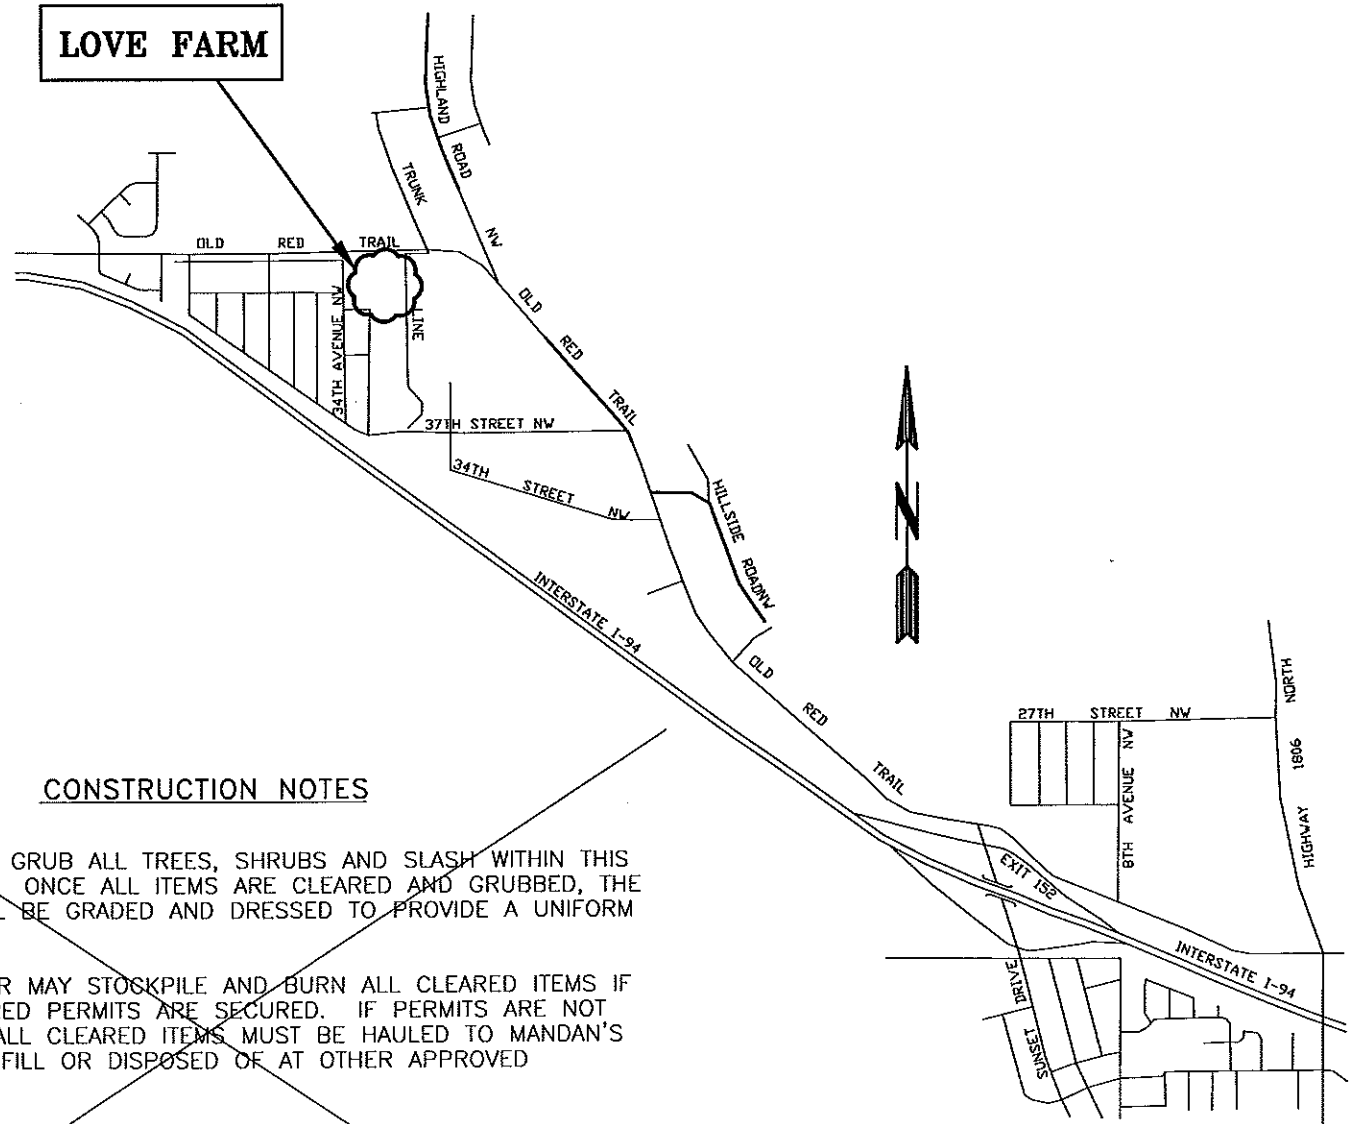 LOVE FARM
HIGHLAND ROAD NW
TRUNK LINE
OLD RED TRAIL
34TH AVENUE NW
OLD RED TRAIL
37TH STREET NW
34TH STREET NW
HILLSIDE ROADNW
N
INTERSTATE I-94
OLD RED TRAIL
27TH STREET NW
8TH AVENUE NW
HIGHWAY 1806 NORTH
EXIT 152
INTERSTATE I-94
SUNSET DRIVE
CONSTRUCTION NOTES
GRUB ALL TREES, SHRUBS AND SLASH WITHIN THIS
ONCE ALL ITEMS ARE CLEARED AND GRUBBED, THE
L BE GRADED AND DRESSED TO PROVIDE A UNIFORM
R MAY STOCKPILE AND BURN ALL CLEARED ITEMS IF
RED PERMITS ARE SECURED. IF PERMITS ARE NOT
ALL CLEARED ITEMS MUST BE HAULED TO MANDAN'S
FILL OR DISPOSED OF AT OTHER APPROVED